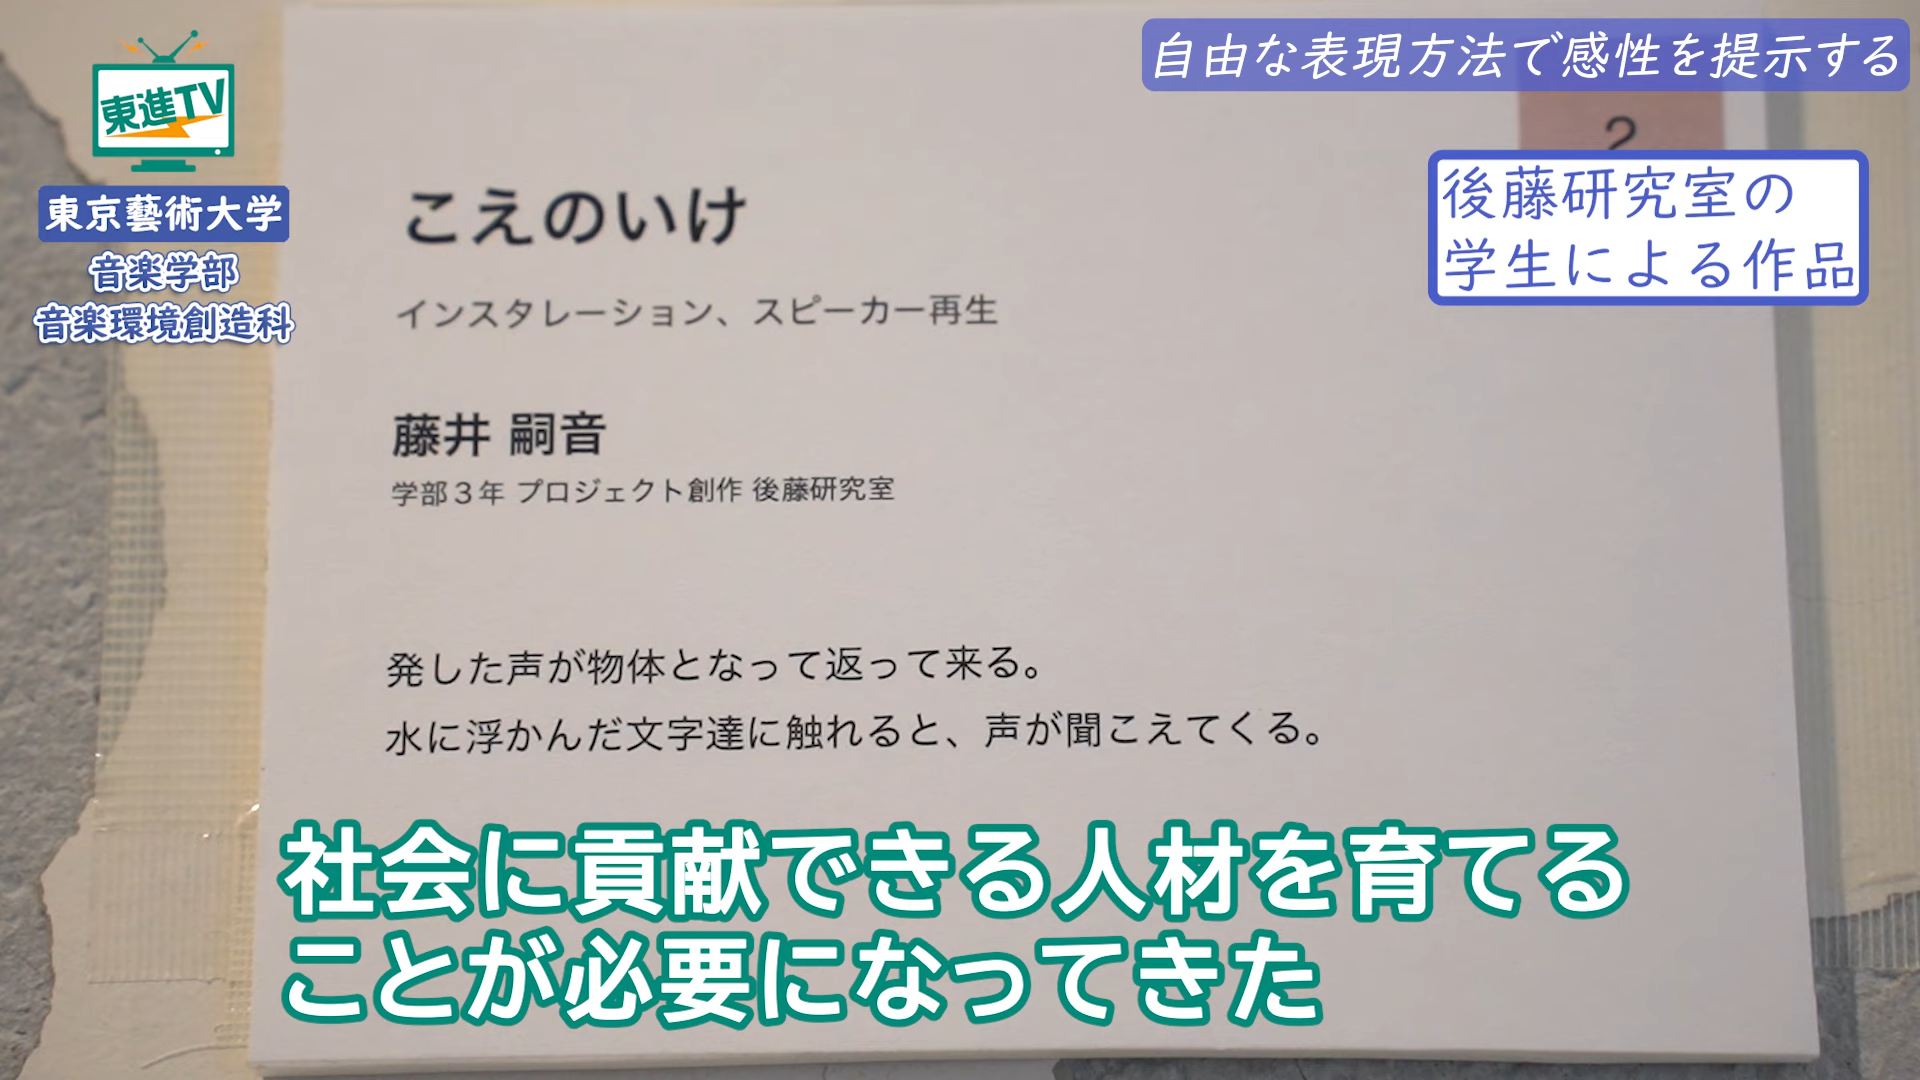 東進TV
東京藝術大学
音楽学部
音楽環境創造科
自由な表現方法で感性を提示する
2
後藤研究室の
学生による作品
こえのいけ
インスタレーション、スピーカー再生
藤井 嗣音
学部3年 プロジェクト創作 後藤研究室
発した声が物体となって返って来る。
水に浮かんだ文字達に触れると、声が聞こえてくる。
社会に貢献できる人材を育てる
ことが必要になってきた